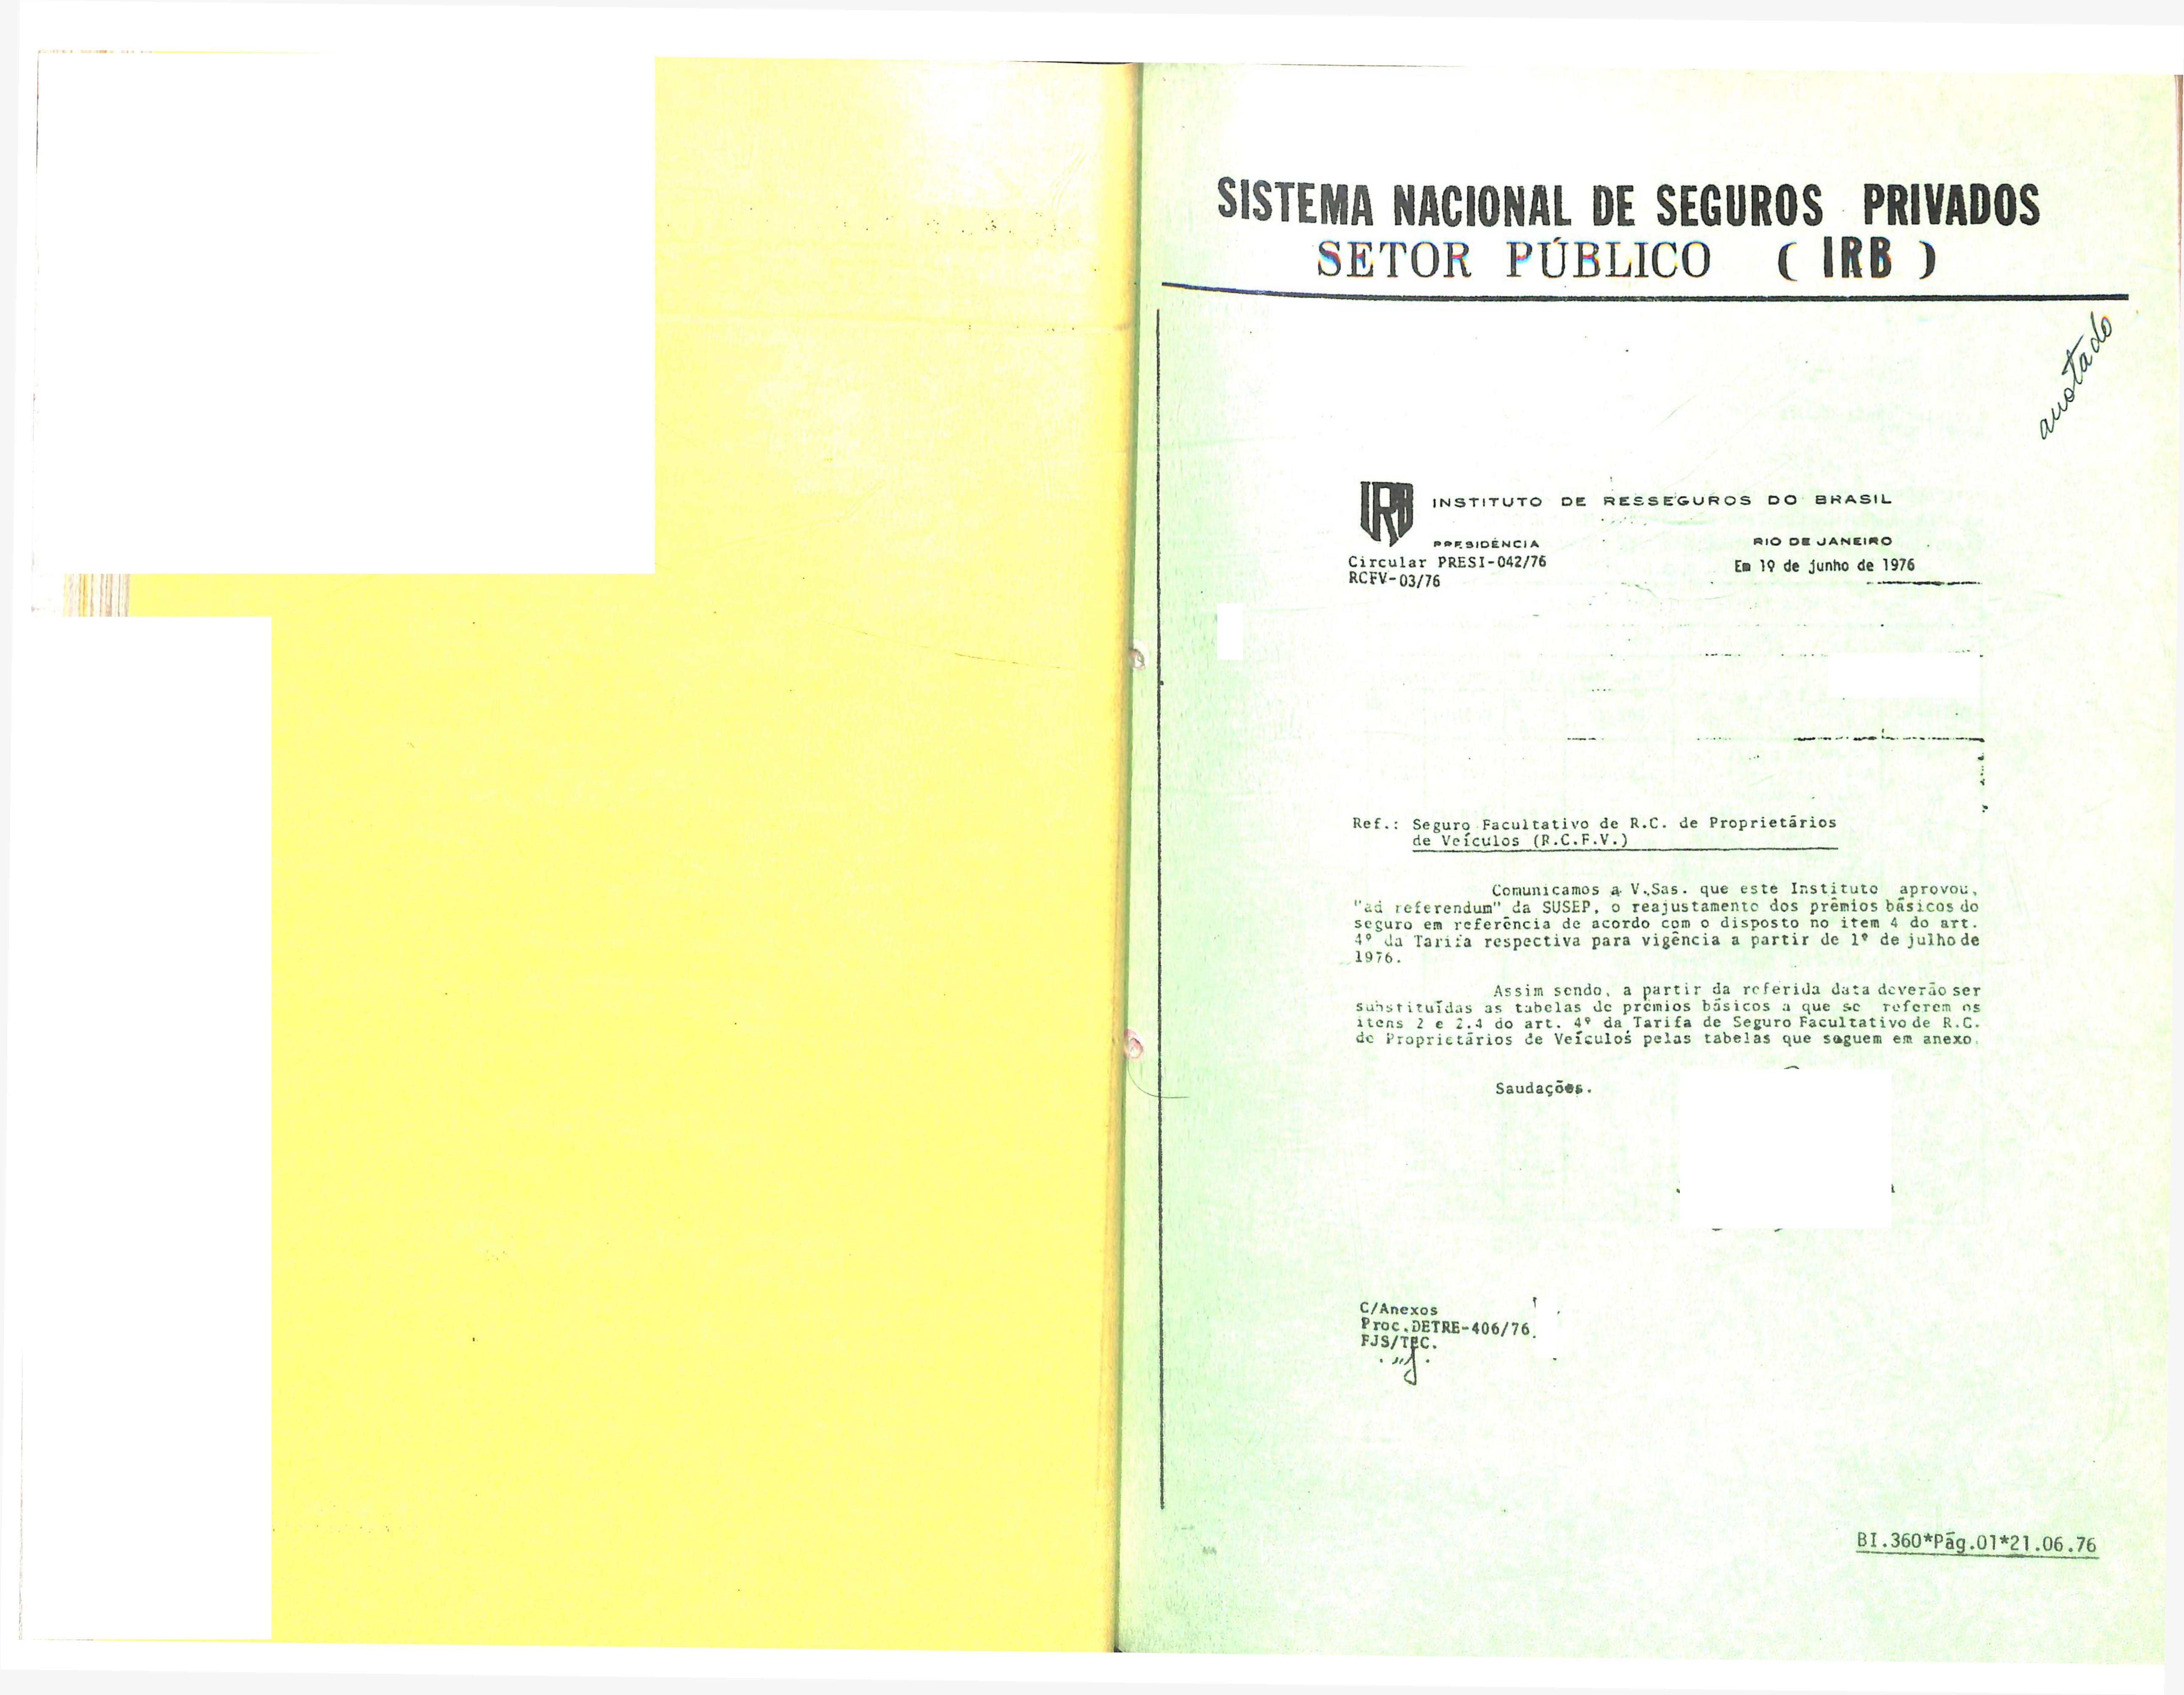 SISTEMA NACIONAL DE SEGUROS PRIVADOS
SETOR PÚBLICO ( IRB )
anotado
IRB INSTITUTO DE RESSEGUROS DO BRASIL
PRESIDÊNCIA RIO DE JANEIRO
Circular PRESI-042/76 Em 1º de junho de 1976
RCFV-03/76
Ref.: Seguro Facultativo de R.C. de Proprietários
de Veículos (R.C.F.V.)
Comunicamos a V.Sas. que este Instituto aprovou,
"ad referendum" da SUSEP, o reajustamento dos prêmios básicos do
seguro em referência de acordo com o disposto no item 4 do art.
4º da Tarifa respectiva para vigência a partir de 1º de julho de
1976.
Assim sendo, a partir da referida data deverão ser
substituídas as tabelas de prêmios básicos a que se referem os
itens 2 e 2.4 do art. 4º da Tarifa de Seguro Facultativo de R.C.
de Proprietários de Veículos pelas tabelas que seguem em anexo.
Saudações.
C/Anexos
Proc.DETRE-406/76.
FJS/TEC.
BI.360*Pág.01*21.06.76